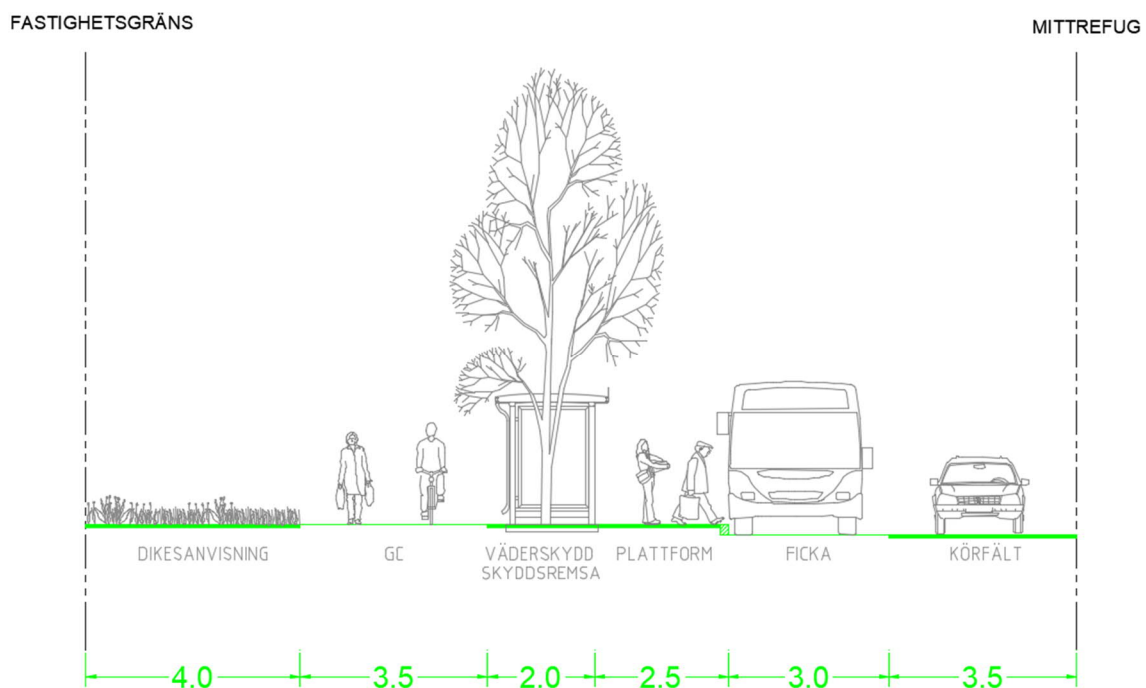 FASTIGHETSGRÄNS
MITTREFUG
DIKESANVISNING
GC
VÄDERSKYDD
SKYDDSREMSA
PLATTFORM
FICKA
KÖRFÄLT
4.0
3.5
2.0
2.5
3.0
3.5